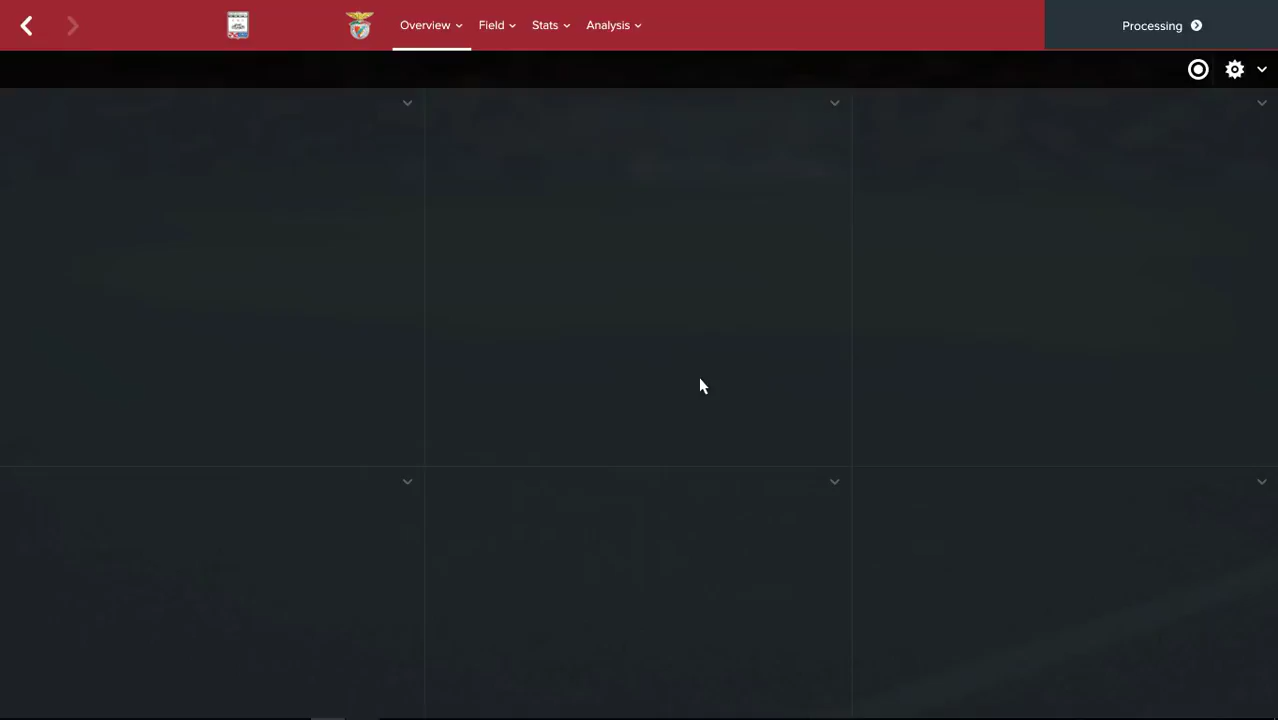 Overview
Field
Stats
Analysis
Processing